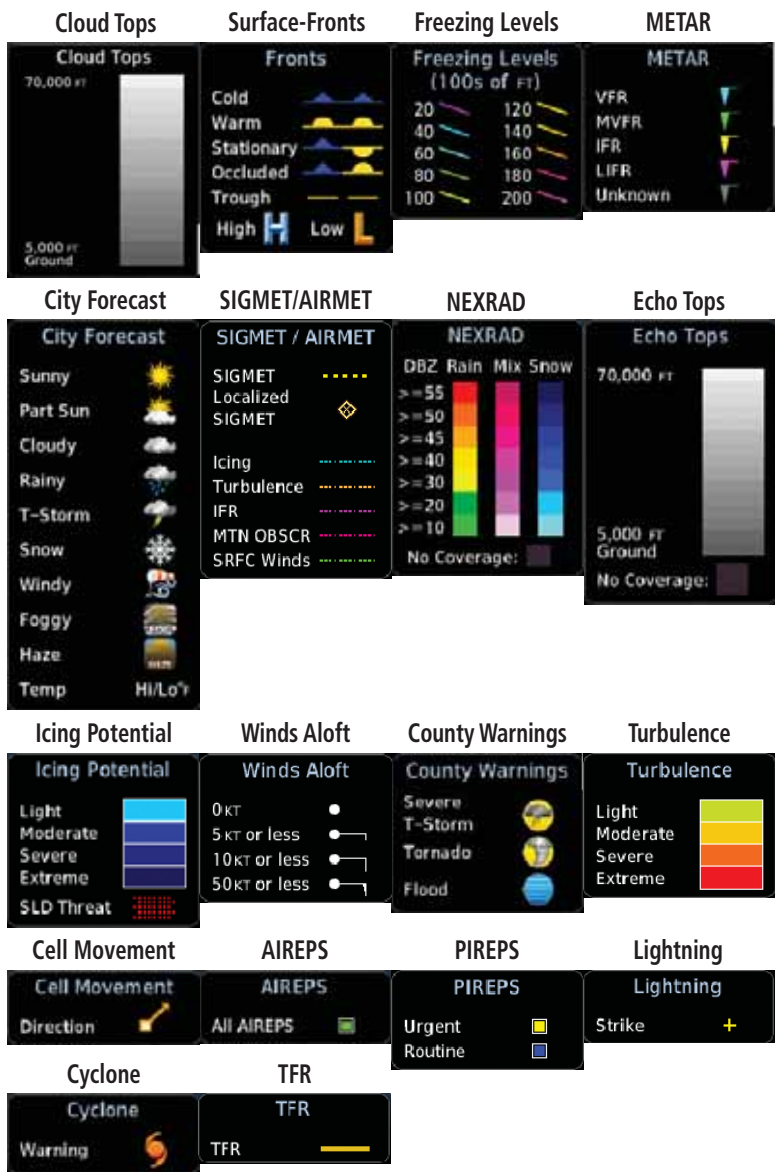 Cloud Tops
Cloud Tops
70,000 FT
5,000 FT
Ground
Surface-Fronts
Fronts
Cold
Warm
Stationary
Occluded
Trough
High H Low L
Freezing Levels
Freezing Levels
(100s of FT)
20 120
40 140
60 160
80 180
100 200
METAR
METAR
VFR
MVFR
IFR
LIFR
Unknown
City Forecast
City Forecast
Sunny
Part Sun
Cloudy
Rainy
T-Storm
Snow
Windy
Foggy
Haze
Temp Hi/Lo°F
SIGMET/AIRMET
SIGMET / AIRMET
SIGMET
Localized
SIGMET
Icing
Turbulence
IFR
MTN OBSCR
SRFC Winds
NEXRAD
NEXRAD
DBZ Rain Mix Snow
>=55
>=50
>=45
>=40
>=30
>=20
>=10
No Coverage:
Echo Tops
Echo Tops
70,000 FT
5,000 FT
Ground
No Coverage:
Icing Potential
Icing Potential
Light
Moderate
Severe
Extreme
SLD Threat
Winds Aloft
Winds Aloft
0 KT
5 KT or less
10 KT or less
50 KT or less
County Warnings
County Warnings
Severe
T-Storm
Tornado
Flood
Turbulence
Turbulence
Light
Moderate
Severe
Extreme
Cell Movement
Cell Movement
Direction
AIREPS
AIREPS
All AIREPS
PIREPS
PIREPS
Urgent
Routine
Lightning
Lightning
Strike
Cyclone
Cyclone
Warning
TFR
TFR
TFR